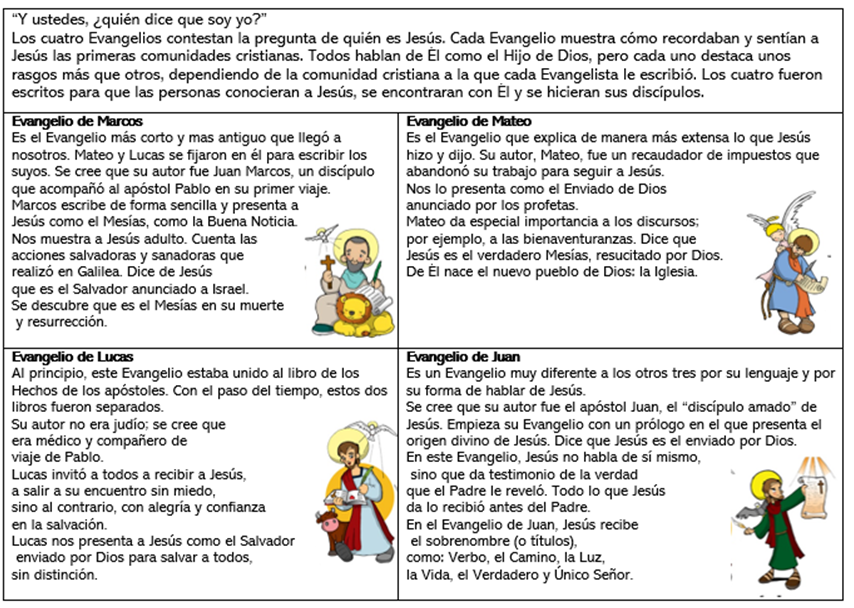 “Y ustedes, ¿quién dice que soy yo?”
Los cuatro Evangelios contestan la pregunta de quién es Jesús. Cada Evangelio muestra cómo recordaban y sentían a
Jesús las primeras comunidades cristianas. Todos hablan de Él como el Hijo de Dios, pero cada uno destaca unos
rasgos más que otros, dependiendo de la comunidad cristiana a la que cada Evangelista le escribió. Los cuatro fueron
escritos para que las personas conocieran a Jesús, se encontraran con Él y se hicieran sus discípulos.
Evangelio de Marcos
Es el Evangelio más corto y mas antiguo que llegó a
nosotros. Mateo y Lucas se fijaron en él para escribir los
suyos. Se cree que su autor fue Juan Marcos, un discípulo
que acompañó al apóstol Pablo en su primer viaje.
Marcos escribe de forma sencilla y presenta a
Jesús como el Mesías, como la Buena Noticia.
Nos muestra a Jesús adulto. Cuenta las
acciones salvadoras y sanadoras que
realizó en Galilea. Dice de Jesús
que es el Salvador anunciado a Israel.
Se descubre que es el Mesías en su muerte
y resurrección.
Evangelio de Mateo
Es el Evangelio que explica de manera más extensa lo que Jesús
hizo y dijo. Su autor, Mateo, fue un recaudador de impuestos que
abandonó su trabajo para seguir a Jesús.
Nos lo presenta como el Enviado de Dios
anunciado por los profetas.
Mateo da especial importancia a los discursos;
por ejemplo, a las bienaventuranzas. Dice que
Jesús es el verdadero Mesías, resucitado por Dios.
De Él nace el nuevo pueblo de Dios: la Iglesia.
Evangelio de Lucas
Al principio, este Evangelio estaba unido al libro de los
Hechos de los apóstoles. Con el paso del tiempo, estos dos
libros fueron separados.
Su autor no era judío; se cree que
era médico y compañero de
viaje de Pablo.
Lucas invitó a todos a recibir a Jesús,
a salir a su encuentro sin miedo,
sino al contrario, con alegría y confianza
en la salvación.
Lucas nos presenta a Jesús como el Salvador
enviado por Dios para salvar a todos,
sin distinción.
Evangelio de Juan
Es un Evangelio muy diferente a los otros tres por su lenguaje y por
su forma de hablar de Jesús.
Se cree que su autor fue el apóstol Juan, el “discípulo amado” de
Jesús. Empieza su Evangelio con un prólogo en el que presenta el
origen divino de Jesús. Dice que Jesús es el enviado por Dios.
En este Evangelio, Jesús no habla de sí mismo,
sino que da testimonio de la verdad
que el Padre le reveló. Todo lo que Jesús
da lo recibió antes del Padre.
En el Evangelio de Juan, Jesús recibe
el sobrenombre (o títulos),
como: Verbo, el Camino, la Luz,
la Vida, el Verdadero y Único Señor.